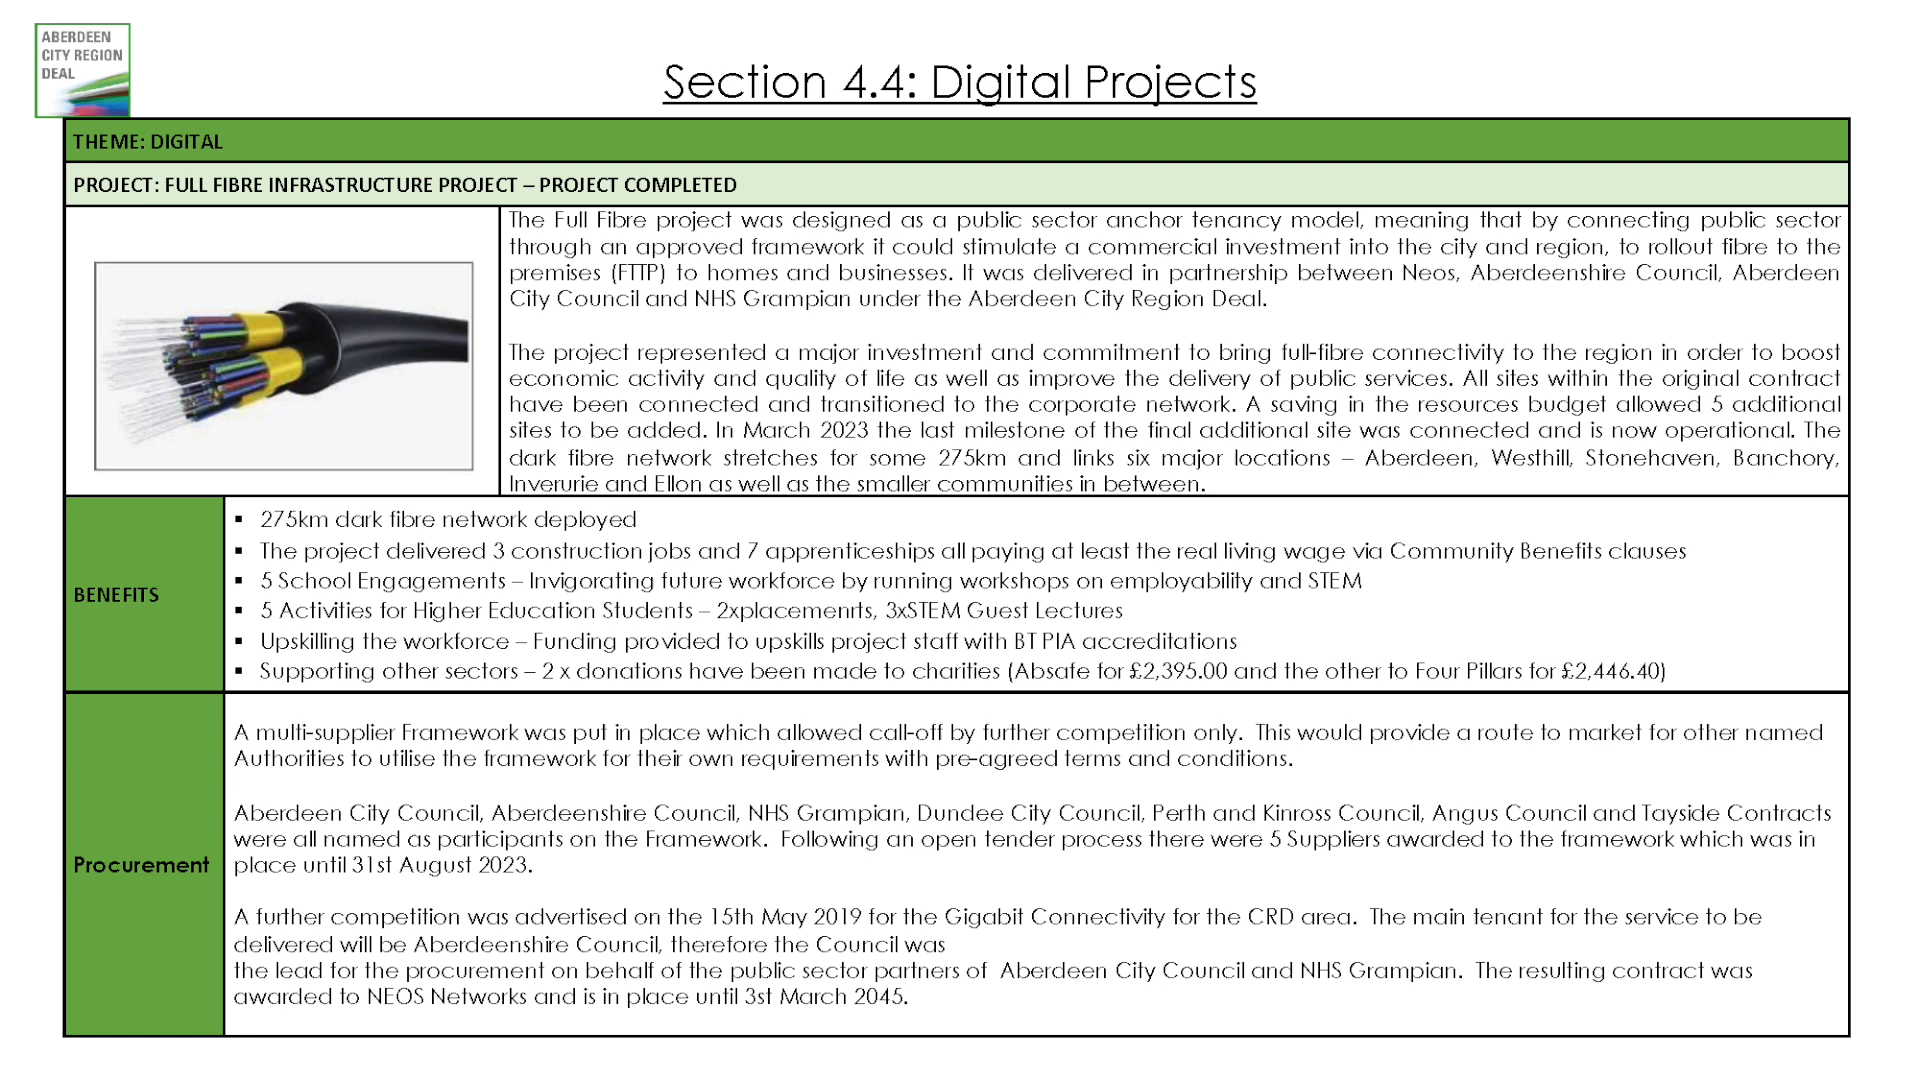 ABERDEEN
CITY REGION
DEAL
Section 4.4: Digital Projects
THEME: DIGITAL
PROJECT: FULL FIBRE INFRASTRUCTURE PROJECT – PROJECT COMPLETED
The Full Fibre project was designed as a public sector anchor tenancy model, meaning that by connecting public sector
through an approved framework it could stimulate a commercial investment into the city and region, to rollout fibre to the
premises (FTTP) to homes and businesses. It was delivered in partnership between Neos, Aberdeenshire Council, Aberdeen
City Council and NHS Grampian under the Aberdeen City Region Deal.
The project represented a major investment and commitment to bring full-fibre connectivity to the region in order to boost
economic activity and quality of life as well as improve the delivery of public services. All sites within the original contract
have been connected and transitioned to the corporate network. A saving in the resources budget allowed 5 additional
sites to be added. In March 2023 the last milestone of the final additional site was connected and is now operational. The
dark fibre network stretches for some 275km and links six major locations – Aberdeen, Westhill, Stonehaven, Banchory,
Inverurie and Ellon as well as the smaller communities in between.
BENEFITS
▪ 275km dark fibre network deployed
▪ The project delivered 3 construction jobs and 7 apprenticeships all paying at least the real living wage via Community Benefits clauses
▪ 5 School Engagements – Invigorating future workforce by running workshops on employability and STEM
▪ 5 Activities for Higher Education Students – 2xplacemenrts, 3xSTEM Guest Lectures
▪ Upskilling the workforce – Funding provided to upskills project staff with BT PIA accreditations
▪ Supporting other sectors – 2 x donations have been made to charities (Absafe for £2,395.00 and the other to Four Pillars for £2,446.40)
Procurement
A multi-supplier Framework was put in place which allowed call-off by further competition only. This would provide a route to market for other named
Authorities to utilise the framework for their own requirements with pre-agreed terms and conditions.
Aberdeen City Council, Aberdeenshire Council, NHS Grampian, Dundee City Council, Perth and Kinross Council, Angus Council and Tayside Contracts
were all named as participants on the Framework. Following an open tender process there were 5 Suppliers awarded to the framework which was in
place until 31st August 2023.
A further competition was advertised on the 15th May 2019 for the Gigabit Connectivity for the CRD area. The main tenant for the service to be
delivered will be Aberdeenshire Council, therefore the Council was
the lead for the procurement on behalf of the public sector partners of Aberdeen City Council and NHS Grampian. The resulting contract was
awarded to NEOS Networks and is in place until 3st March 2045.